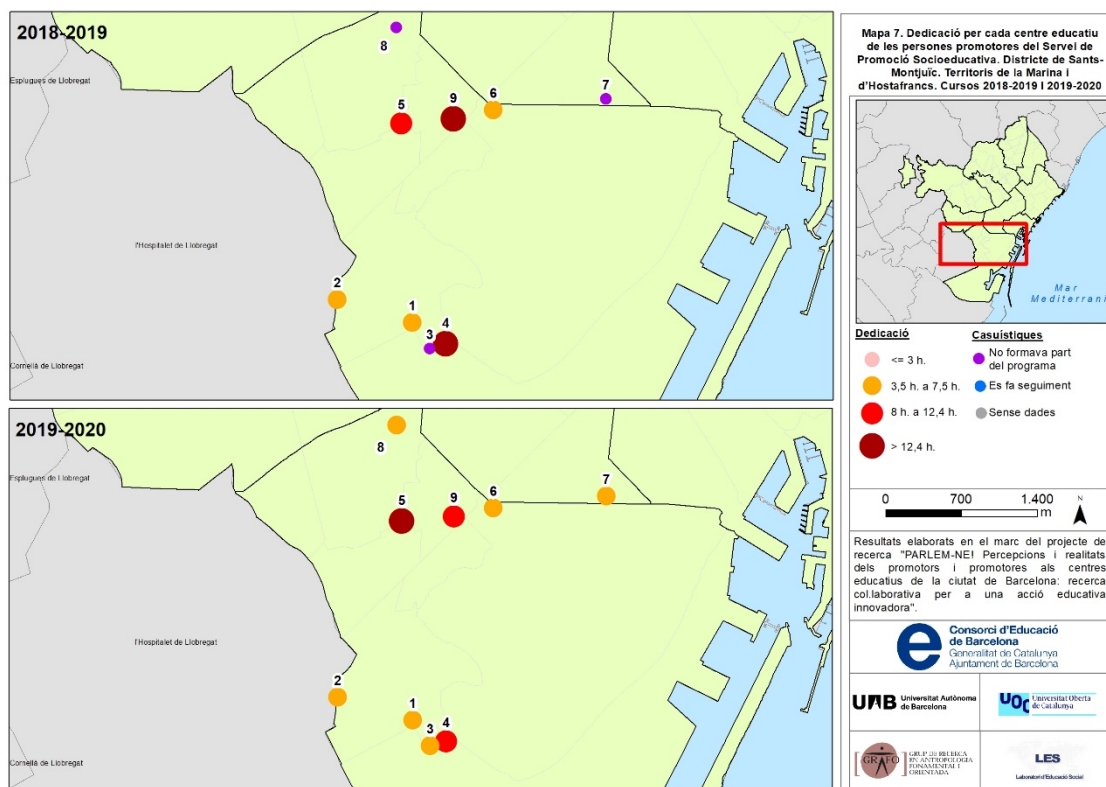 2018-2019
8
Esplugues de Llobregat
7
5
9
6
l'Hospitalet de Llobregat
2
1
3
4
Cornellà de Llobregat
2019-2020
8
Esplugues de Llobregat
7
5
9
6
l'Hospitalet de Llobregat
2
1
3
4
Cornellà de Llobregat
Mapa 7. Dedicació per cada centre educatiu
de les persones promotores del Servei de
Promoció Socioeducativa. Districte de Sants-
Montjuïc. Territoris de la Marina i
d'Hostafrancs. Cursos 2018-2019 I 2019-2020
Mar
Mediterrani
Dedicació
<= 3 h.
3,5 h. a 7,5 h.
8 h. a 12,4 h.
> 12,4 h.
Casuístiques
No formava part
del programa
Es fa seguiment
Sense dades
0 700 1.400
m
N
Resultats elaborats en el marc del projecte de
recerca "PARLEM-NE! Percepcions i realitats
dels promotors i promotores als centres
educatius de la ciutat de Barcelona: recerca
col.laborativa per a una acció educativa
innovadora".
e
Consorci d'Educació
de Barcelona
Generalitat de Catalunya
Ajuntament de Barcelona
UAB Universitat Autònoma
de Barcelona
UOC Universitat Oberta
de Catalunya
GRAFO
GRUP DE RECERCA
EN ANTROPOLOGIA
FONAMENTAL I
ORIENTADA
LES
Laboratori d'Educació Social